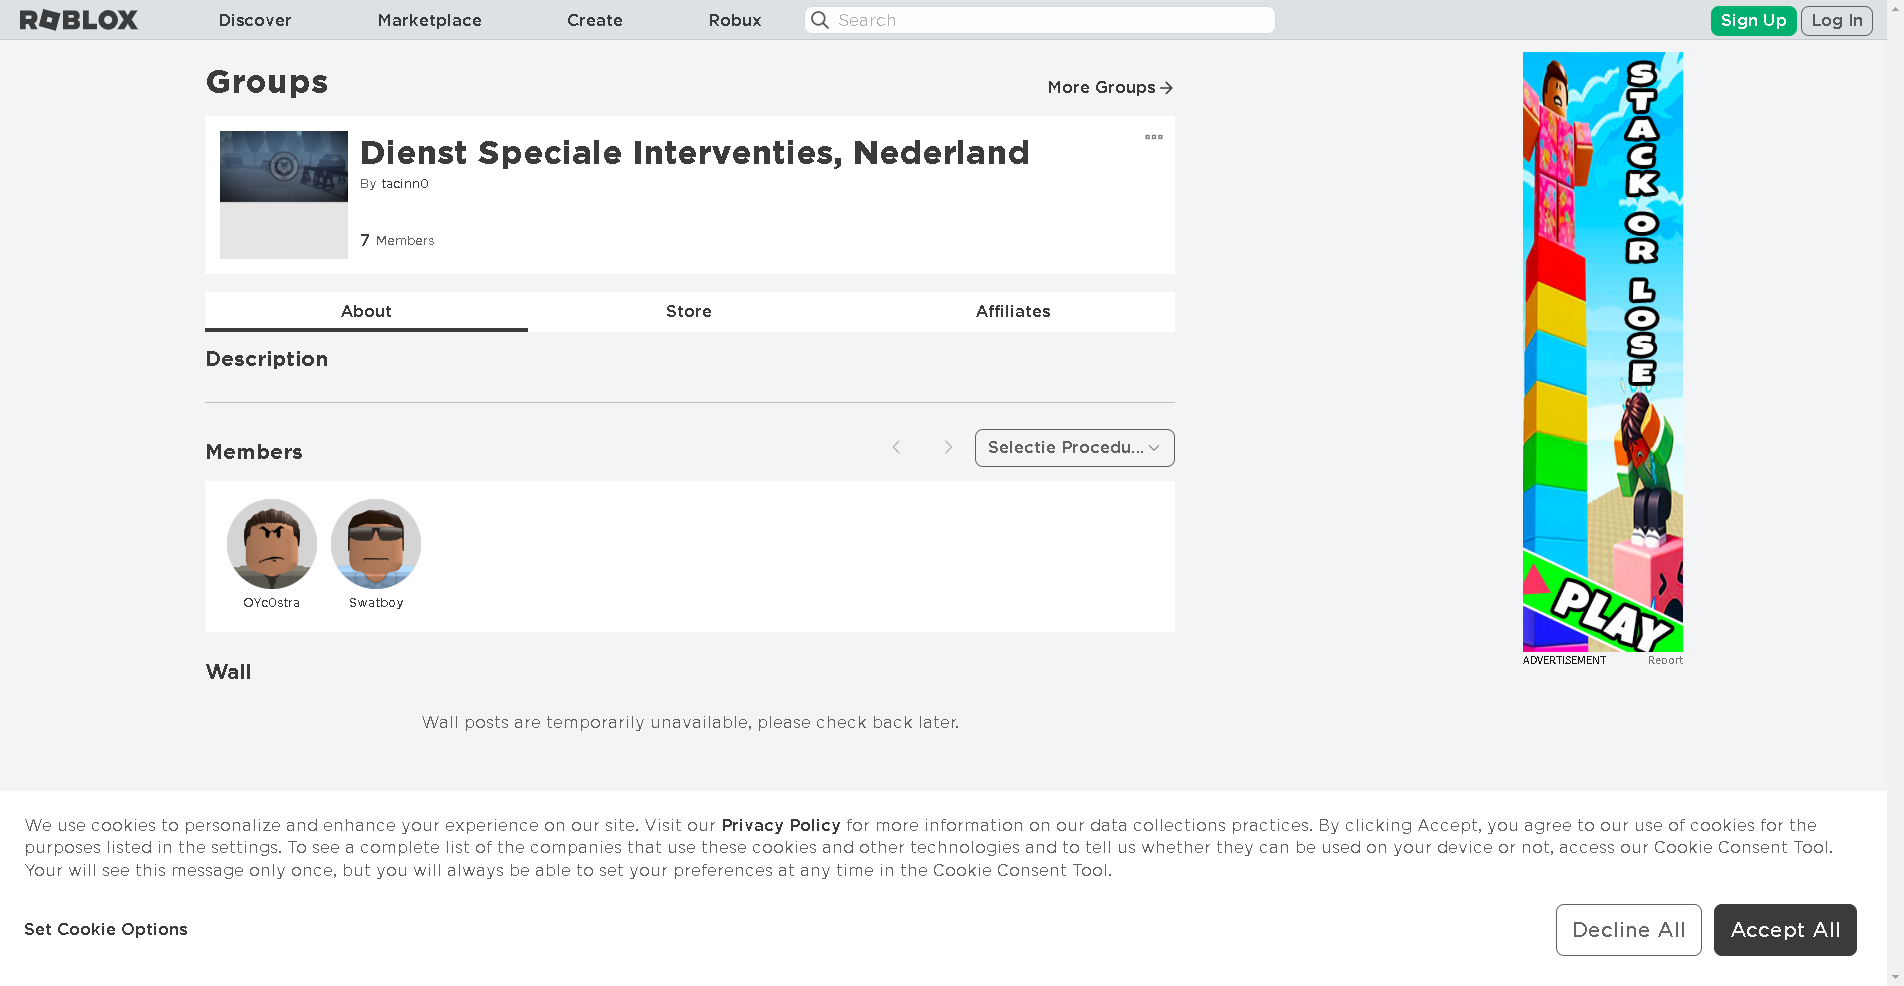 ROBLOX Discover Marketplace Create Robux Search Sign Up Log In
Groups
More Groups
Dienst Speciale Interventies, Nederland
By tacinn0
7 Members
About Store Affiliates
Description
Members
Selectie Procedu...
OYc0stra Swatboy
Wall
Wall posts are temporarily unavailable, please check back later.
STACK OR LOSE
PLAY
ADVERTISEMENT Report
We use cookies to personalize and enhance your experience on our site. Visit our Privacy Policy for more information on our data collections practices. By clicking Accept, you agree to our use of cookies for the
purposes listed in the settings. To see a complete list of the companies that use these cookies and other technologies and to tell us whether they can be used on your device or not, access our Cookie Consent Tool.
Your will see this message only once, but you will always be able to set your preferences at any time in the Cookie Consent Tool.
Set Cookie Options
Decline All Accept All